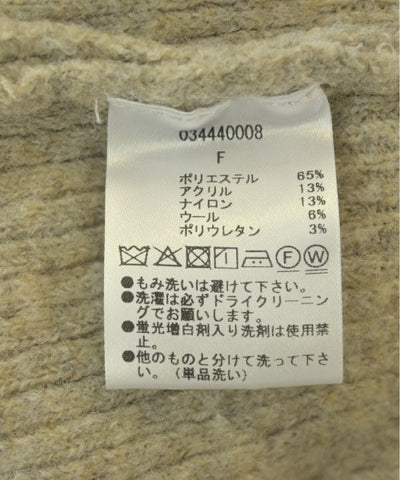 034440008
F
ポリエステル 65%
アクリル 13%
ナイロン 13%
ウール 6%
ポリウレタン 3%
F W
●もみ洗いは避けて下さい。
●洗濯は必ずドライクリーニン
グでお願いします。
●蛍光増白剤入り洗剤は使用禁
止。
●他のものと分けて洗って下さ
い。（単品洗い）